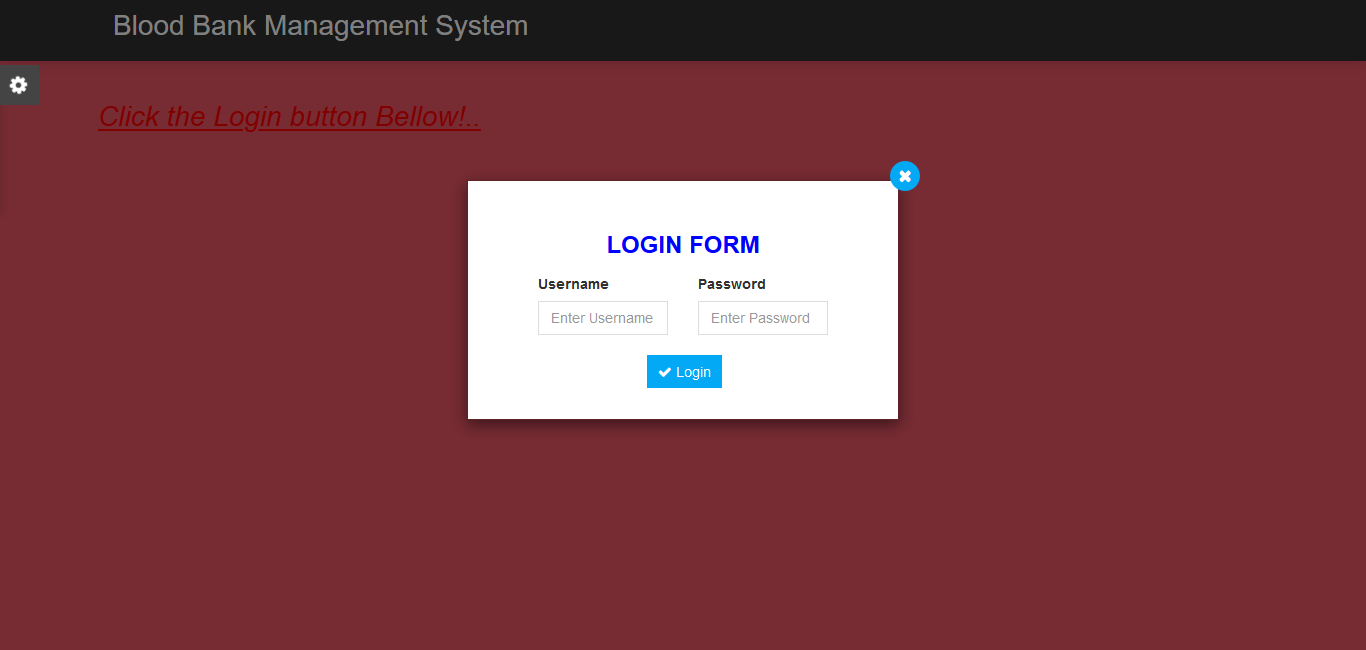 Blood Bank Management System
Click the Login button Bellow!..
LOGIN FORM
Username Password
Enter Username Enter Password
Login